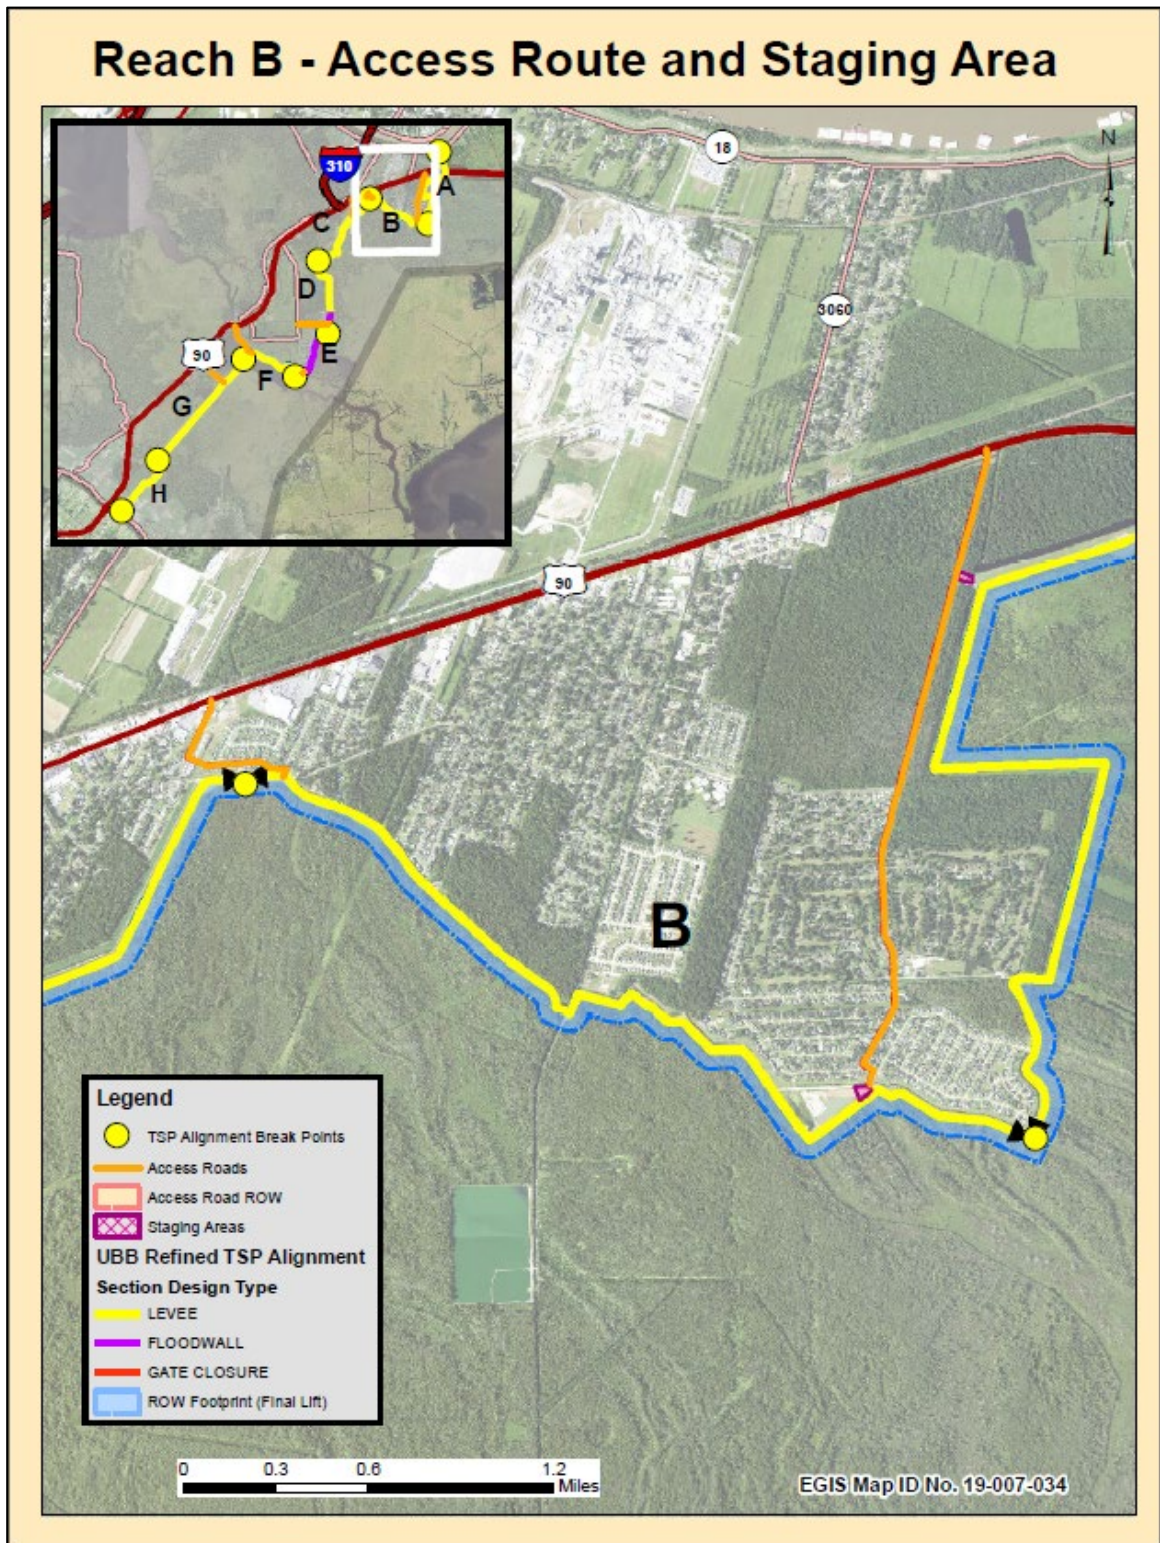 Reach B - Access Route and Staging Area
18
N
310
A
C
B
D
3060
E
90
F
G
H
90
B
Legend
TSP Alignment Break Points
Access Roads
Access Road ROW
Staging Areas
UBB Refined TSP Alignment
Section Design Type
LEVEE
FLOODWALL
GATE CLOSURE
ROW Footprint (Final Lift)
0 0.3 0.6 1.2
Miles
EGIS Map ID No. 19-007-034